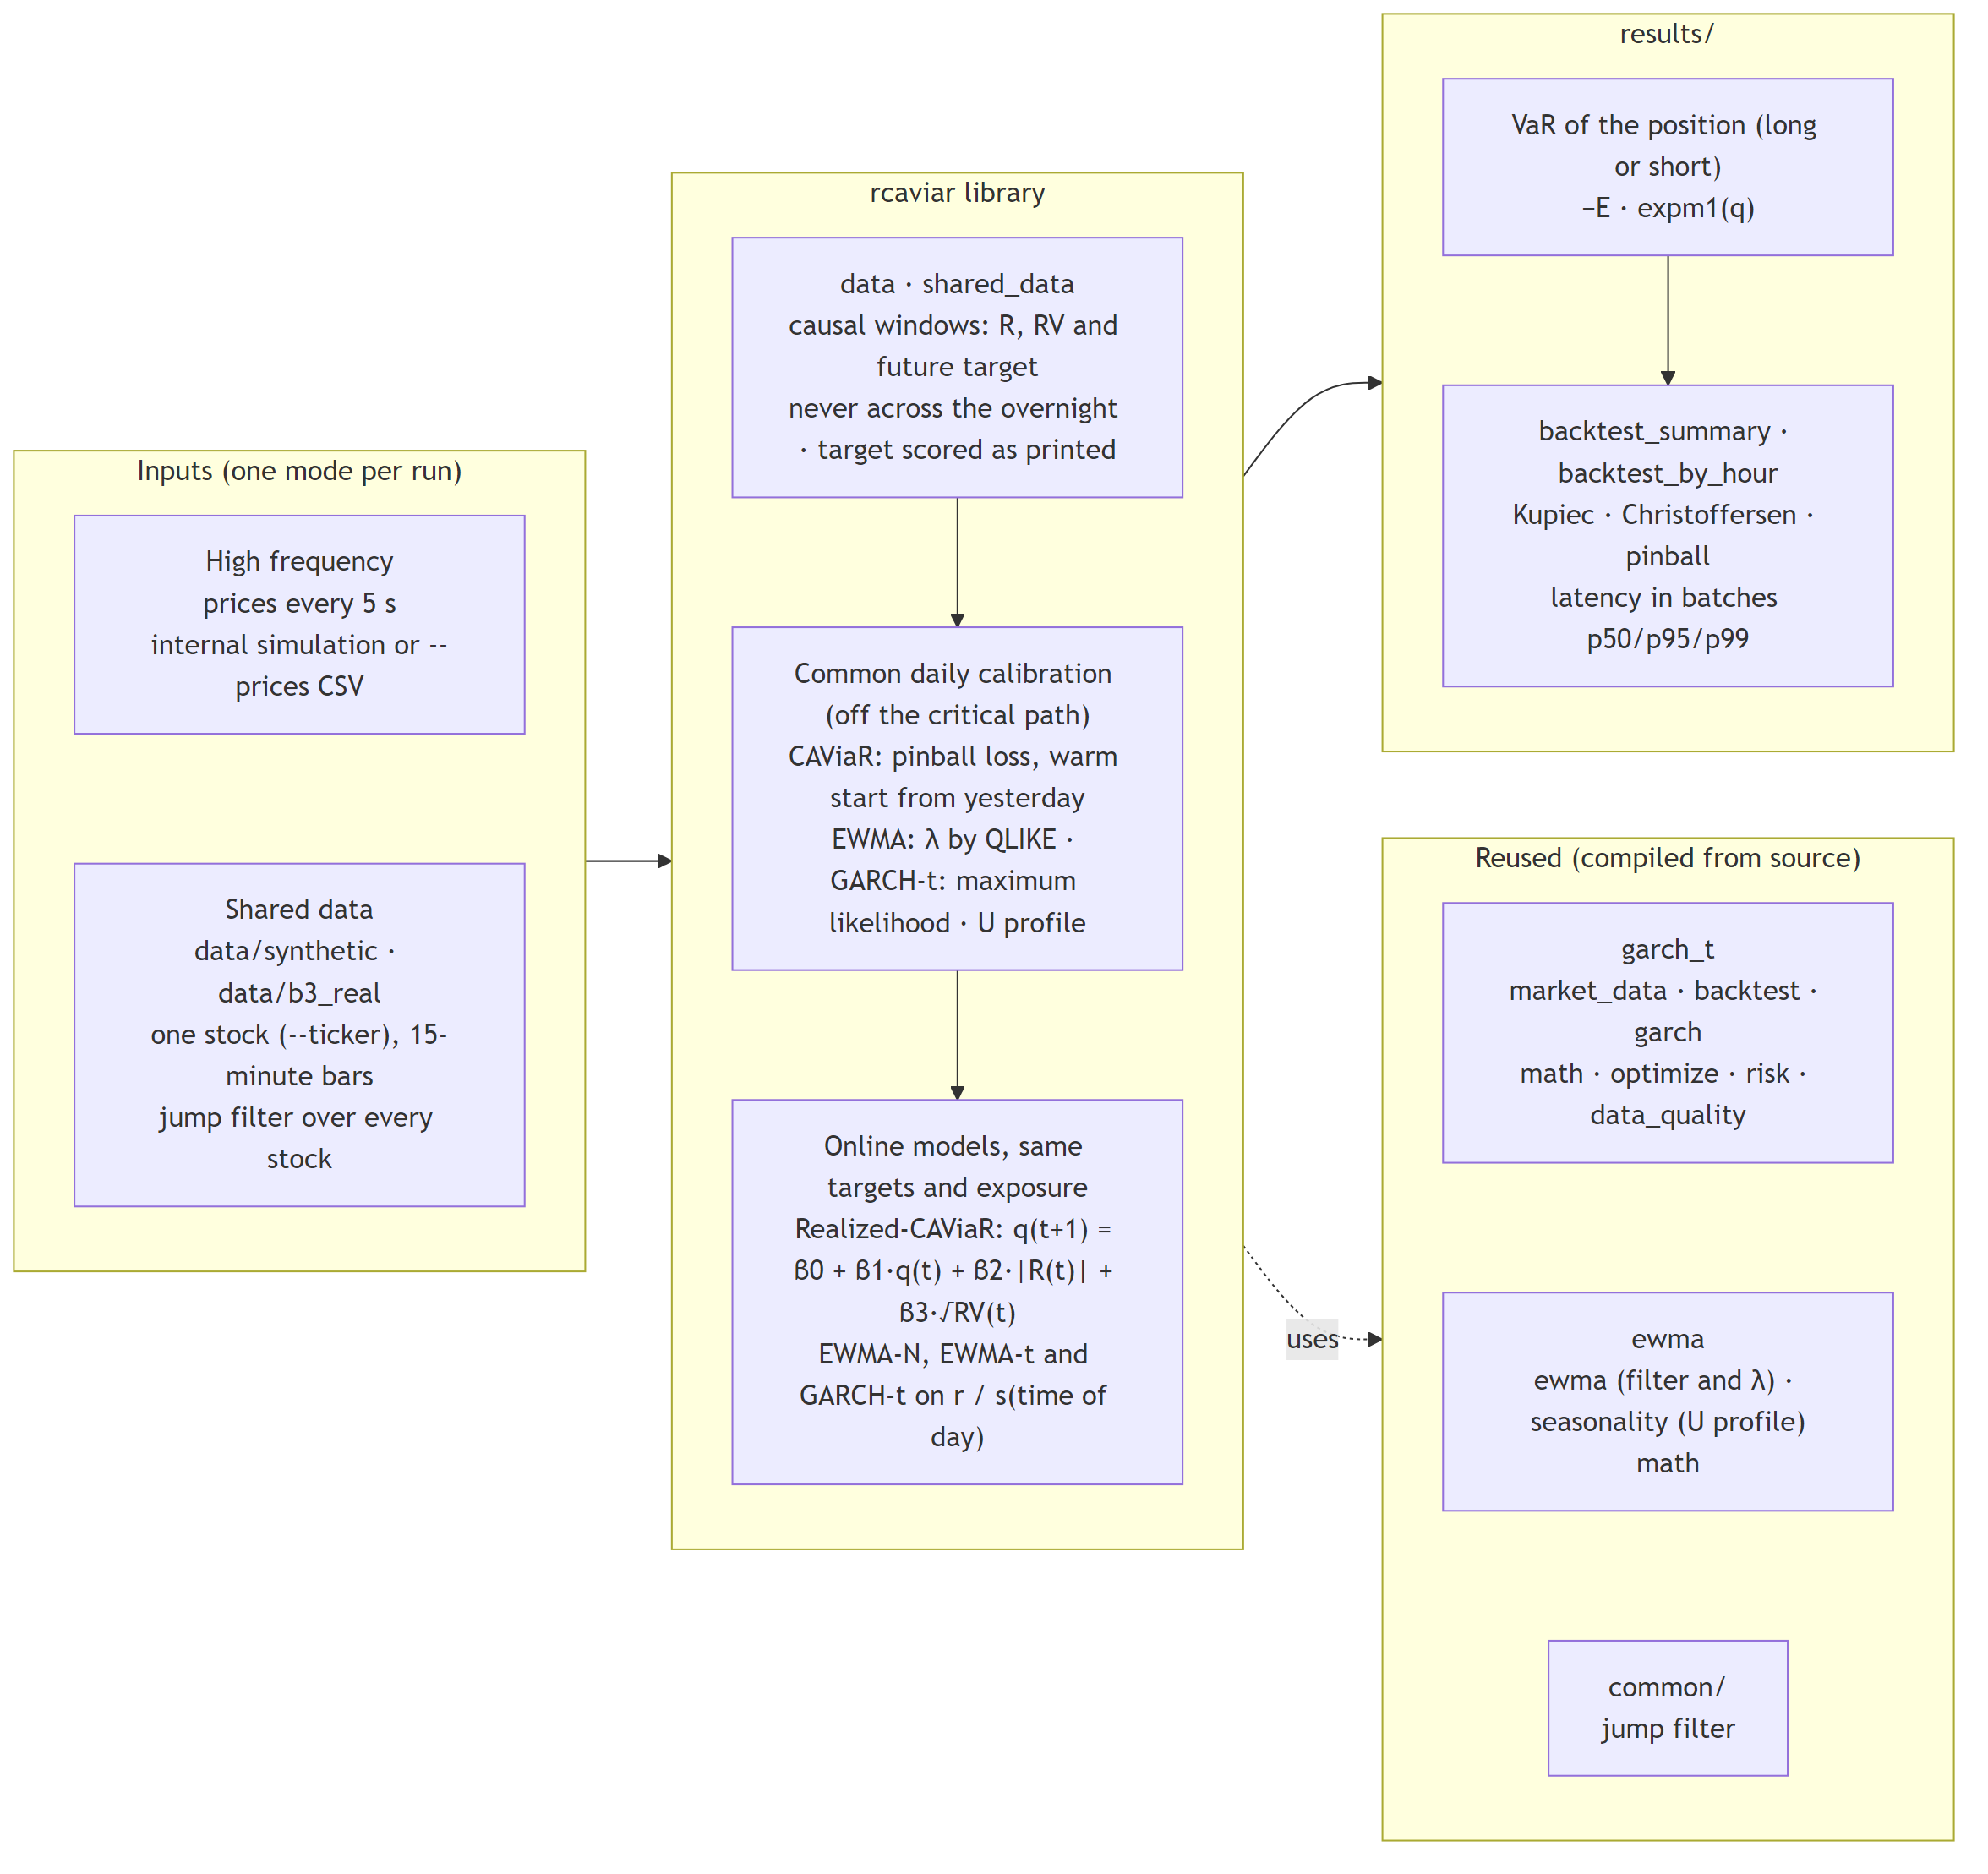 Inputs (one mode per run)
High frequency
prices every 5 s
internal simulation or --
prices CSV
Shared data
data/synthetic ·
data/b3_real
one stock (--ticker), 15-
minute bars
jump filter over every
stock
rcaviar library
data · shared_data
causal windows: R, RV and
future target
never across the overnight
· target scored as printed
Common daily calibration
(off the critical path)
CAViaR: pinball loss, warm
start from yesterday
EWMA: λ by QLIKE ·
GARCH-t: maximum
likelihood · U profile
Online models, same
targets and exposure
Realized-CAViaR: q(t+1) =
β0 + β1·q(t) + β2·|R(t)| +
β3·√RV(t)
EWMA-N, EWMA-t and
GARCH-t on r / s(time of
day)
results/
VaR of the position (long
or short)
−E · expm1(q)
backtest_summary ·
backtest_by_hour
Kupiec · Christoffersen ·
pinball
latency in batches
p50/p95/p99
uses
Reused (compiled from source)
garch_t
market_data · backtest ·
garch
math · optimize · risk ·
data_quality
ewma
ewma (filter and λ) ·
seasonality (U profile)
math
common/
jump filter